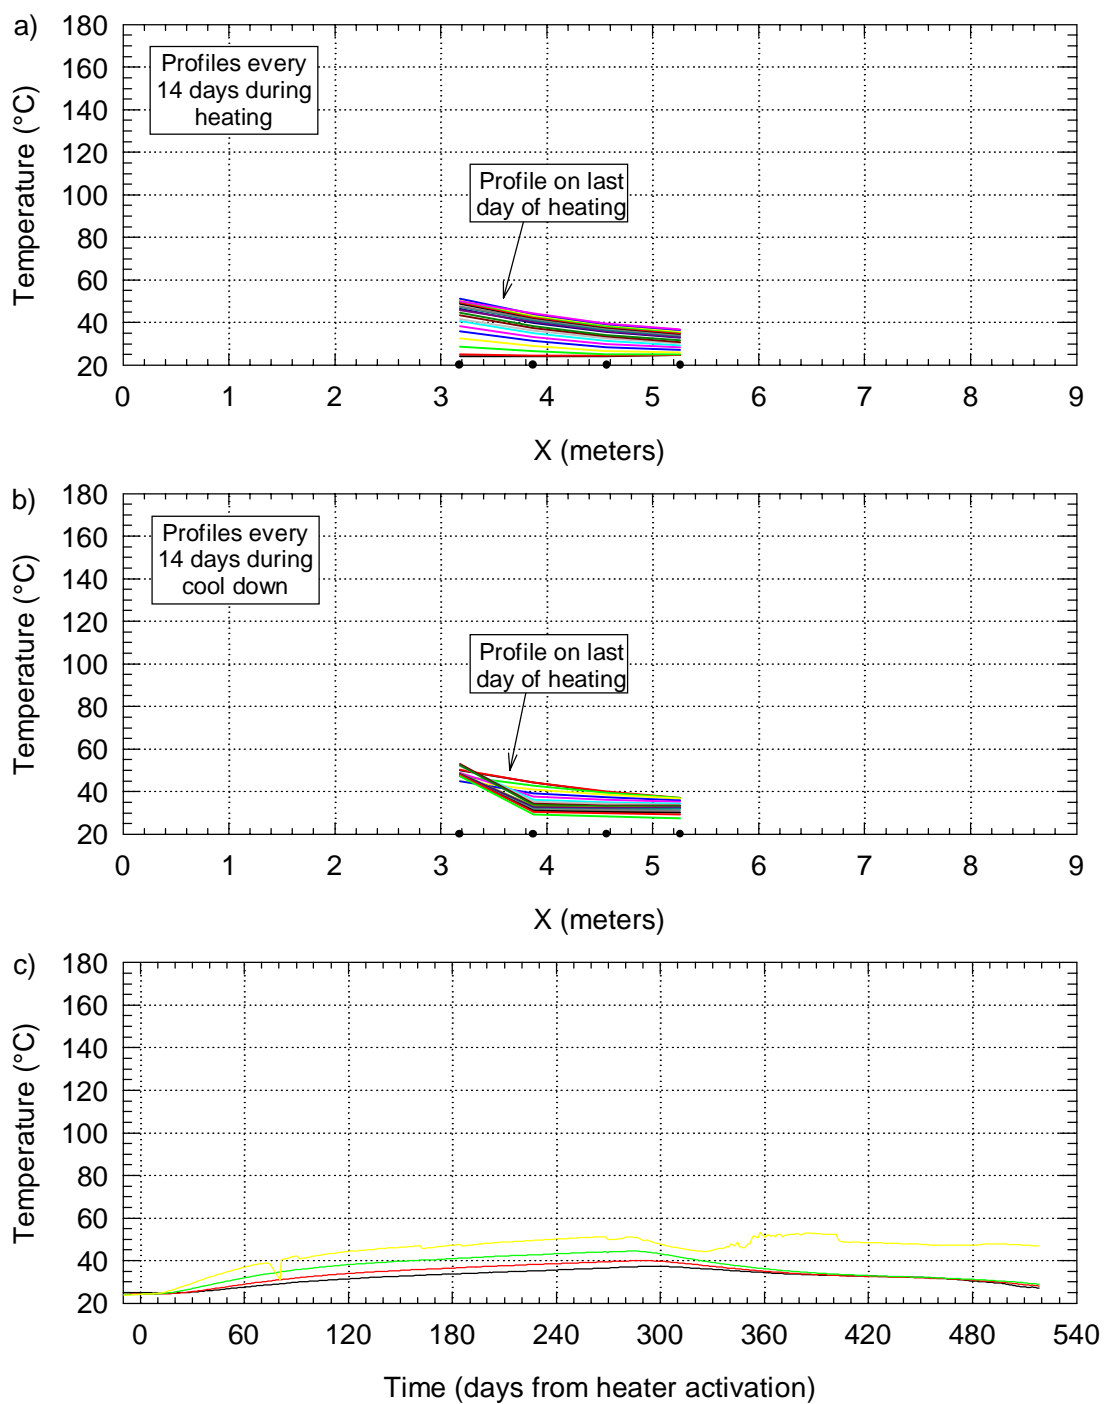 a)
180
160
140
120
100
80
60
40
20
Temperature (°C)
Profiles every
14 days during
heating
Profile on last
day of heating
0 1 2 3 4 5 6 7 8 9
X (meters)
b)
180
160
140
120
100
80
60
40
20
Temperature (°C)
Profiles every
14 days during
cool down
Profile on last
day of heating
0 1 2 3 4 5 6 7 8 9
X (meters)
c)
180
160
140
120
100
80
60
40
20
Temperature (°C)
0 60 120 180 240 300 360 420 480 540
Time (days from heater activation)